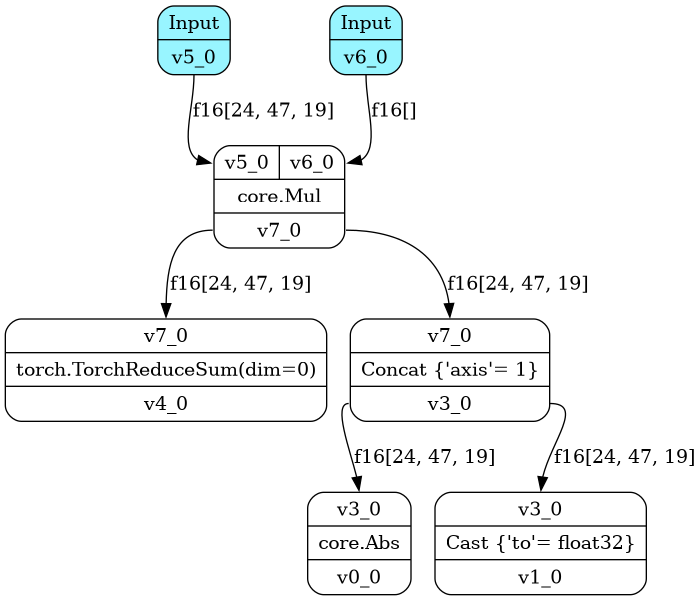 Input
v5_0
Input
v6_0
f16[24, 47, 19]
f16[]
v5_0
v6_0
core.Mul
v7_0
f16[24, 47, 19]
f16[24, 47, 19]
v7_0
torch.TorchReduceSum(dim=0)
v4_0
v7_0
Concat {'axis'= 1}
v3_0
f16[24, 47, 19]
f16[24, 47, 19]
v3_0
core.Abs
v0_0
v3_0
Cast {'to'= float32}
v1_0